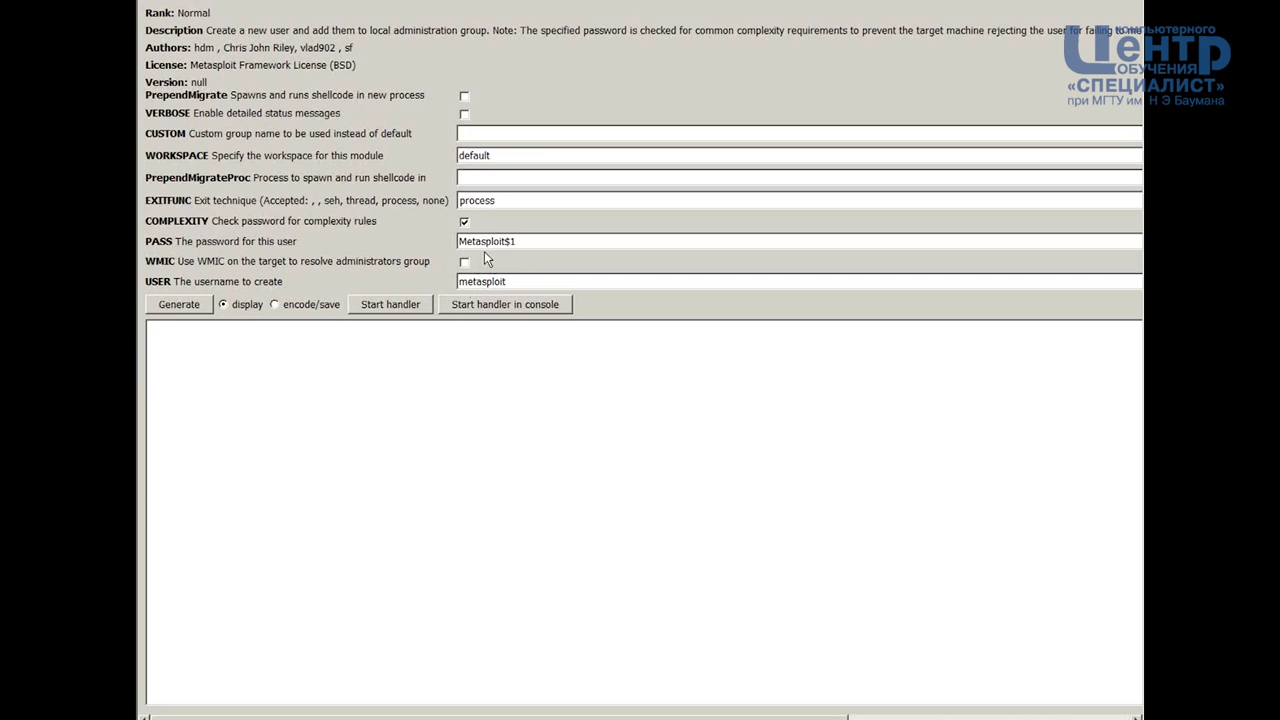 Rank: Normal
Description Create a new user and add them to local administration group. Note: The specified password is checked for common complexity requirements to prevent the target machine rejecting the user for failing to
Authors: hdm , Chris John Riley, vlad902 , sf
License: Metasploit Framework License (BSD)
Version: null
PrependMigrate Spawns and runs shellcode in new process
VERBOSE Enable detailed status messages
CUSTOM Custom group name to be used instead of default
WORKSPACE Specify the workspace for this module default
PrependMigrateProc Process to spawn and run shellcode in
EXITFUNC Exit technique (Accepted: , , seh, thread, process, none) process
COMPLEXITY Check password for complexity rules
PASS The password for this user Metasploit$1
WMIC Use WMIC on the target to resolve administrators group
USER The username to create metasploit
Generate display encode/save Start handler Start handler in console
компьютерного
Центр
ОБУЧЕНИЯ
«СПЕЦИАЛИСТ»
при МГТУ им Н Э Баумана